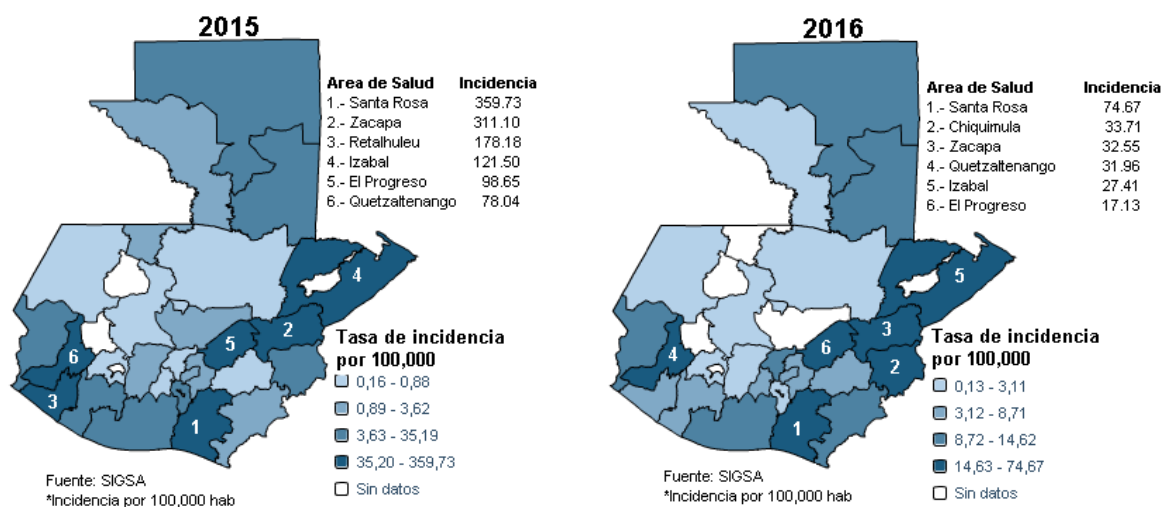 2015
Area de Salud Incidencia
1.- Santa Rosa 359.73
2.- Zacapa 311.10
3.- Retalhuleu 178.18
4.- Izabal 121.50
5.- El Progreso 98.65
6.- Quetzaltenango 78.04
4
2
5
6
3
1
Tasa de incidencia
por 100,000
0,16 - 0,88
0,89 - 3,62
3,63 - 35,19
35,20 - 359,73
Sin datos
Fuente: SIGSA
*Incidencia por 100,000 hab
2016
Area de Salud Incidencia
1.- Santa Rosa 74.67
2.- Chiquimula 33.71
3.- Zacapa 32.55
4.- Quetzaltenango 31.96
5.- Izabal 27.41
6.- El Progreso 17.13
5
3
6
4
2
1
Tasa de incidencia
por 100,000
0,13 - 3,11
3,12 - 8,71
8,72 - 14,62
14,63 - 74,67
Sin datos
Fuente: SIGSA
*Incidencia por 100,000 hab